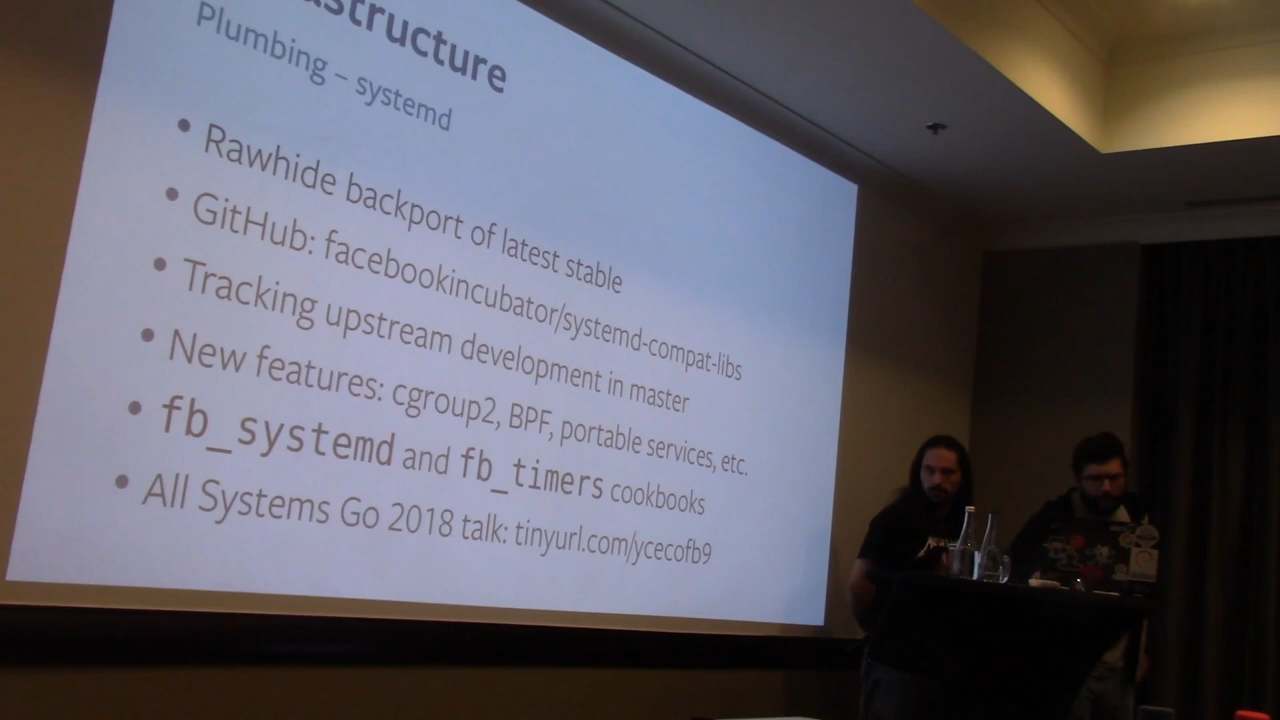 astructure
Plumbing – systemd
• Rawhide backport of latest stable
• GitHub: facebookincubator/systemd-compat-libs
• Tracking upstream development in master
• New features: cgroup2, BPF, portable services, etc.
• fb_systemd and fb_timers cookbooks
• All Systems Go 2018 talk: tinyurl.com/ycecofb9